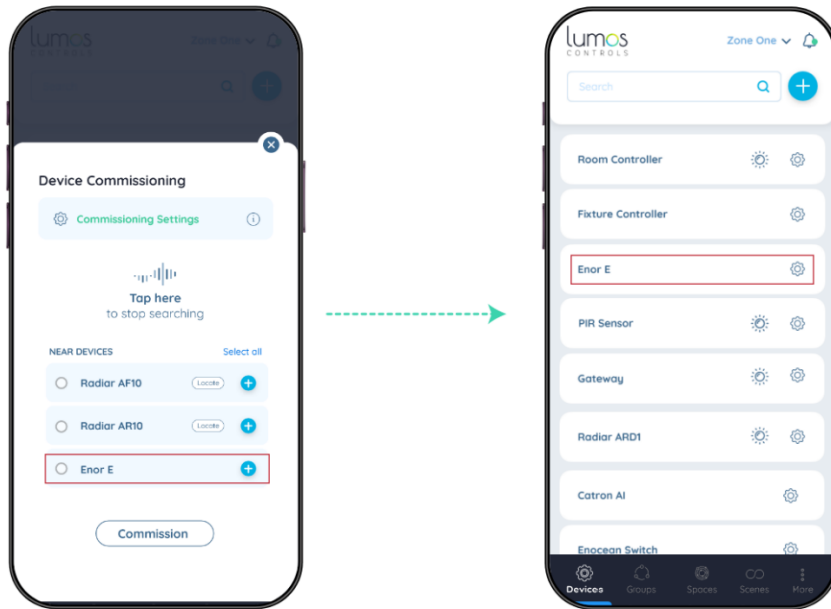 lumos
CONTROLS
Zone One
Search
Device Commissioning
Commissioning Settings
Tap here
to stop searching
NEAR DEVICES Select all
Radiar AF10 Locate
Radiar AR10 Locate
Enor E
Commission
lumos
CONTROLS
Zone One
Search
Room Controller
Fixture Controller
Enor E
PIR Sensor
Gateway
Radiar ARD1
Catron AI
Enocean Switch
Devices Groups Spaces Scenes More